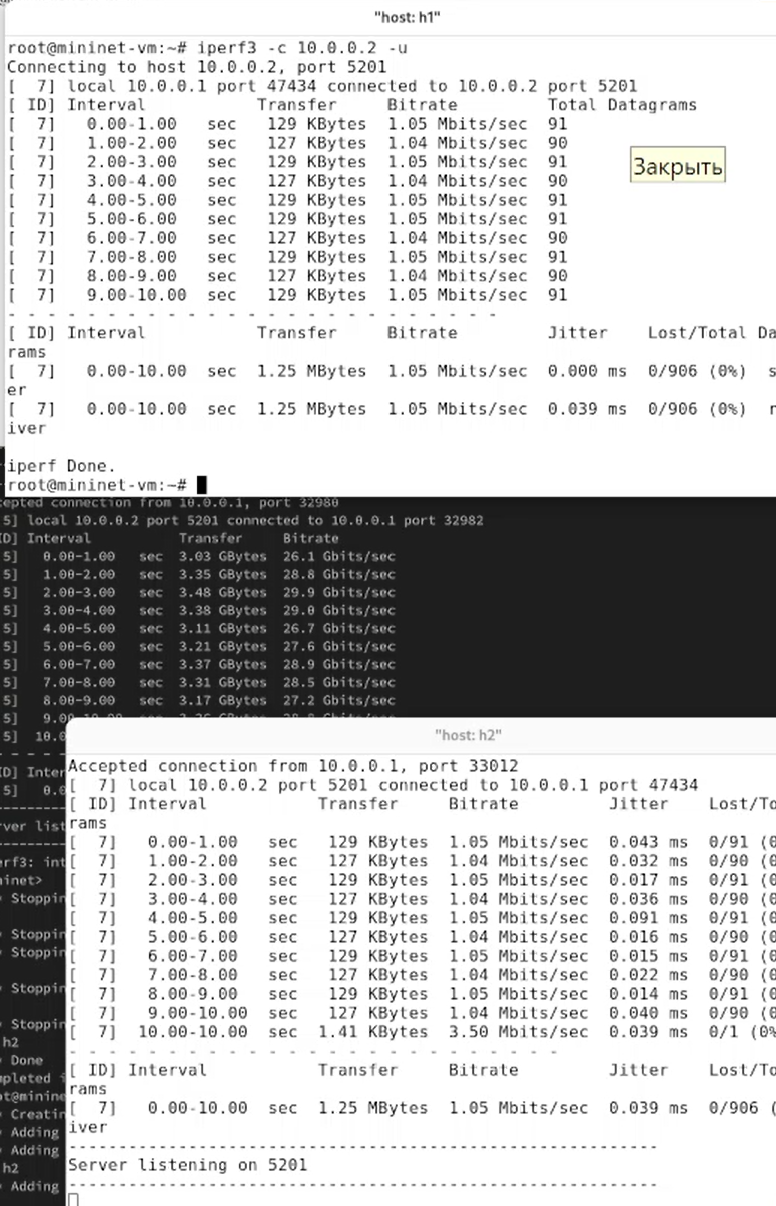 "host: h1"
root@mininet-vm:~# iperf3 -c 10.0.0.2 -u
Connecting to host 10.0.0.2, port 5201
[  7] local 10.0.0.1 port 47434 connected to 10.0.0.2 port 5201
[ ID] Interval           Transfer     Bitrate         Total Datagrams
[  7]   0.00-1.00   sec   129 KBytes  1.05 Mbits/sec  91
[  7]   1.00-2.00   sec   127 KBytes  1.04 Mbits/sec  90
[  7]   2.00-3.00   sec   129 KBytes  1.05 Mbits/sec  91
[  7]   3.00-4.00   sec   127 KBytes  1.04 Mbits/sec  90
[  7]   4.00-5.00   sec   129 KBytes  1.05 Mbits/sec  91
[  7]   5.00-6.00   sec   129 KBytes  1.05 Mbits/sec  91
[  7]   6.00-7.00   sec   127 KBytes  1.04 Mbits/sec  90
[  7]   7.00-8.00   sec   129 KBytes  1.05 Mbits/sec  91
[  7]   8.00-9.00   sec   127 KBytes  1.04 Mbits/sec  90
[  7]   9.00-10.00  sec   129 KBytes  1.05 Mbits/sec  91
Закрыть
- - - - - - - - - - - - - - - - - - - - - - - - -
[ ID] Interval           Transfer     Bitrate         Jitter    Lost/Total Da
rams
[  7]   0.00-10.00  sec  1.25 MBytes  1.05 Mbits/sec  0.000 ms  0/906 (0%)  s
er
[  7]   0.00-10.00  sec  1.25 MBytes  1.05 Mbits/sec  0.039 ms  0/906 (0%)  r
iver
iperf Done.
root@mininet-vm:~#
cepted connection from 10.0.0.1, port 32980
5] local 10.0.0.2 port 5201 connected to 10.0.0.1 port 32982
ID] Interval           Transfer     Bitrate
5]   0.00-1.00   sec  3.03 GBytes  26.1 Gbits/sec
5]   1.00-2.00   sec  3.35 GBytes  28.8 Gbits/sec
5]   2.00-3.00   sec  3.48 GBytes  29.9 Gbits/sec
5]   3.00-4.00   sec  3.38 GBytes  29.0 Gbits/sec
5]   4.00-5.00   sec  3.11 GBytes  26.7 Gbits/sec
5]   5.00-6.00   sec  3.21 GBytes  27.6 Gbits/sec
5]   6.00-7.00   sec  3.37 GBytes  28.9 Gbits/sec
5]   7.00-8.00   sec  3.31 GBytes  28.5 Gbits/sec
5]   8.00-9.00   sec  3.17 GBytes  27.2 Gbits/sec
5]
5]   10.0
- - -
ID] Inter
5]   0.0
rver list
erf3: int
ninet>
Stoppin
Stoppin
Stoppin
Stoppin
Stoppin
h2
Done
mpleted i
ot@minine
Creatin
Adding
Adding
h2
Adding
"host: h2"
Accepted connection from 10.0.0.1, port 33012
[  7] local 10.0.0.2 port 5201 connected to 10.0.0.1 port 47434
[ ID] Interval           Transfer     Bitrate         Jitter    Lost/To
rams
[  7]   0.00-1.00   sec   129 KBytes  1.05 Mbits/sec  0.043 ms  0/91 (0
[  7]   1.00-2.00   sec   127 KBytes  1.04 Mbits/sec  0.032 ms  0/90 (0
[  7]   2.00-3.00   sec   129 KBytes  1.05 Mbits/sec  0.017 ms  0/91 (0
[  7]   3.00-4.00   sec   127 KBytes  1.04 Mbits/sec  0.036 ms  0/90 (0
[  7]   4.00-5.00   sec   129 KBytes  1.05 Mbits/sec  0.091 ms  0/91 (0
[  7]   5.00-6.00   sec   127 KBytes  1.04 Mbits/sec  0.016 ms  0/90 (0
[  7]   6.00-7.00   sec   129 KBytes  1.05 Mbits/sec  0.015 ms  0/91 (0
[  7]   7.00-8.00   sec   127 KBytes  1.04 Mbits/sec  0.022 ms  0/90 (0
[  7]   8.00-9.00   sec   129 KBytes  1.05 Mbits/sec  0.014 ms  0/91 (0
[  7]   9.00-10.00  sec   127 KBytes  1.04 Mbits/sec  0.040 ms  0/90 (0
[  7]  10.00-10.00  sec  1.41 KBytes  3.50 Mbits/sec  0.039 ms  0/1 (0%
- - - - - - - - - - - - - - - - - - - - - - - - -
[ ID] Interval           Transfer     Bitrate         Jitter    Lost/To
rams
[  7]   0.00-10.00  sec  1.25 MBytes  1.05 Mbits/sec  0.039 ms  0/906 (
iver
-----------------------------------------------------------
Server listening on 5201
-----------------------------------------------------------